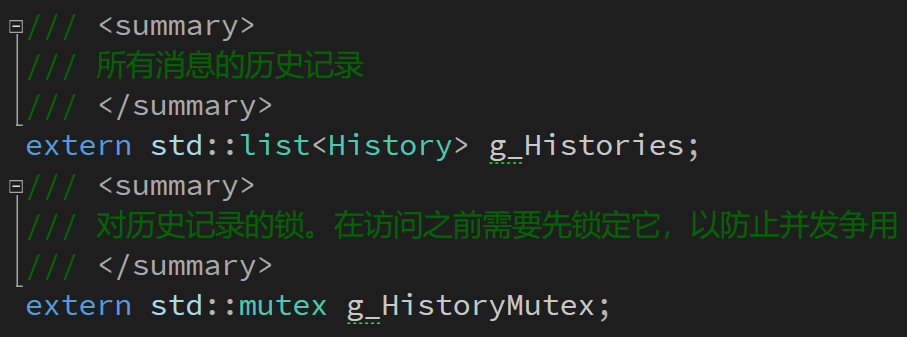 /// <summary>
/// 所有消息的历史记录
/// </summary>
extern std::list<History> g_Histories;
/// <summary>
/// 对历史记录的锁。在访问之前需要先锁定它，以防止并发争用
/// </summary>
extern std::mutex g_HistoryMutex;